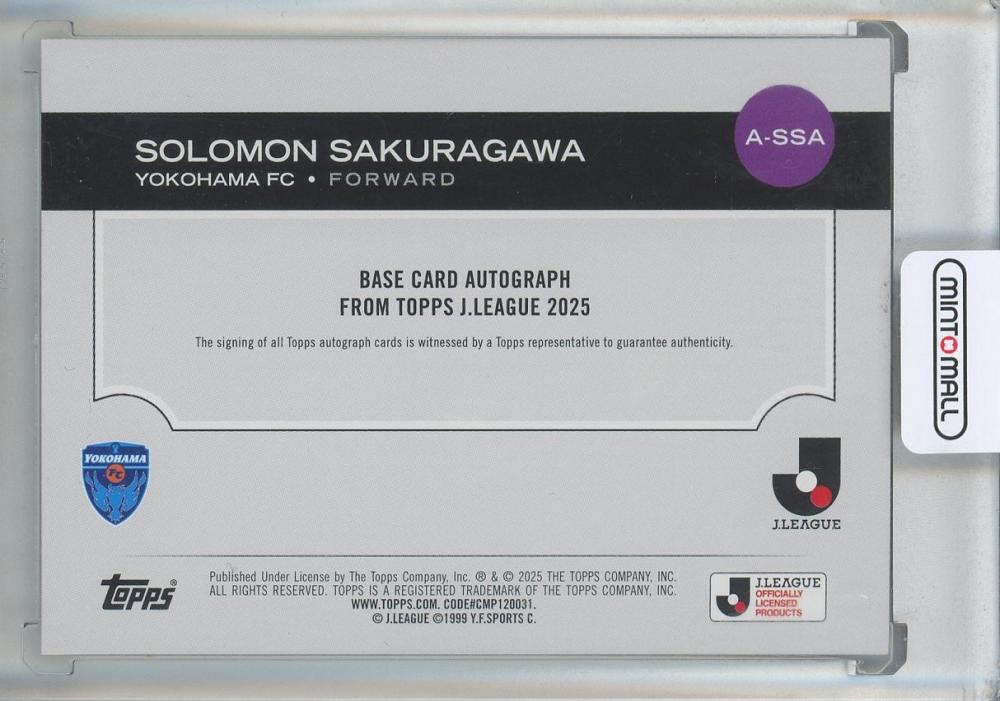 SOLOMON SAKURAGAWA
YOKOHAMA FC • FORWARD
A-SSA
BASE CARD AUTOGRAPH
FROM TOPPS J.LEAGUE 2025
The signing of all Topps autograph cards is witnessed by a Topps representative to guarantee authenticity.
YOKOHAMA
FC
J.LEAGUE
Topps®
Published Under License by The Topps Company, Inc. ® & © 2025 THE TOPPS COMPANY, INC.
ALL RIGHTS RESERVED. TOPPS IS A REGISTERED TRADEMARK OF THE TOPPS COMPANY, INC.
WWW.TOPPS.COM. CODE#CMP120031.
© J.LEAGUE ©1999 Y.F.SPORTS C.
J.LEAGUE
OFFICIALLY
LICENSED
PRODUCTS
MINT MALL